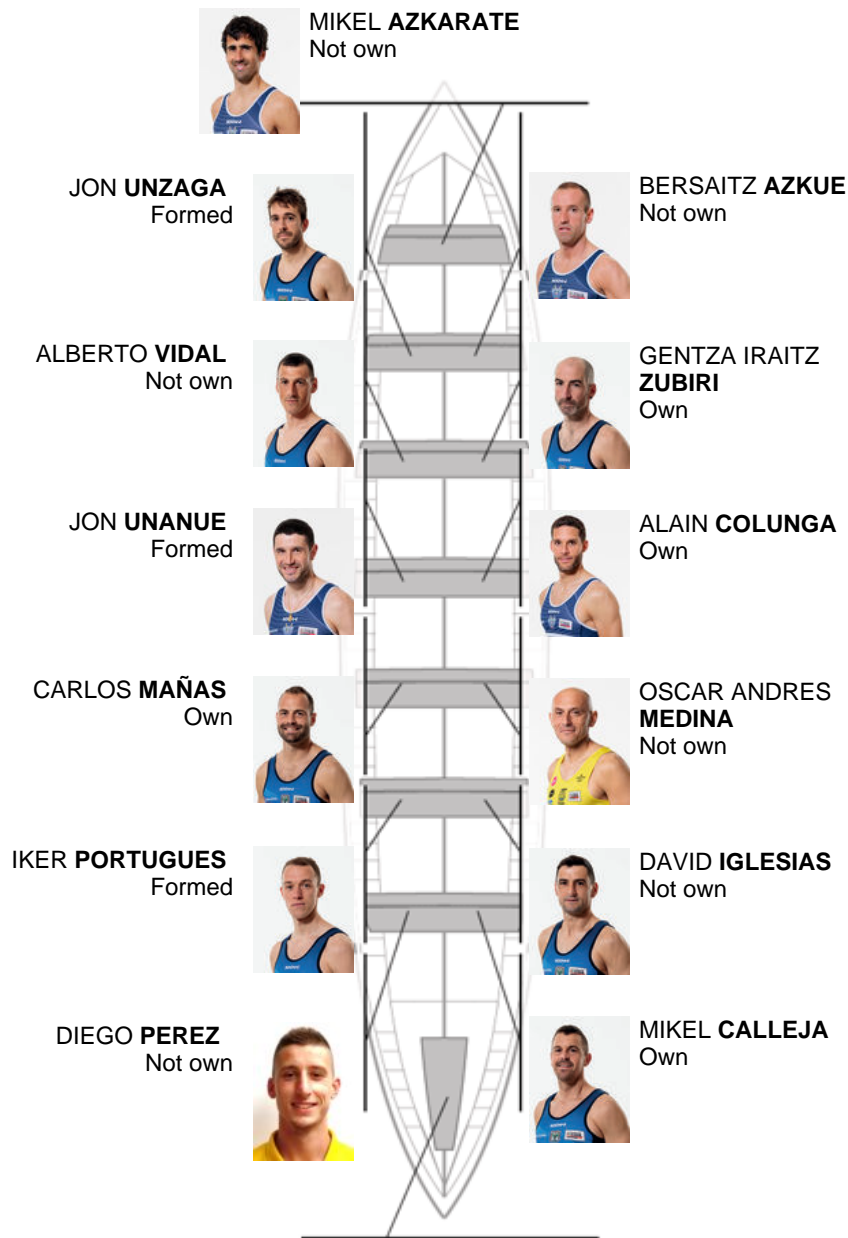 MIKEL AZKARATE
Not own
JON UNZAGA
Formed
BERSAITZ AZKUE
Not own
ALBERTO VIDAL
Not own
GENTZA IRAITZ
ZUBIRI
Own
JON UNANUE
Formed
ALAIN COLUNGA
Own
CARLOS MAÑAS
Own
OSCAR ANDRES
MEDINA
Not own
IKER PORTUGUES
Formed
DAVID IGLESIAS
Not own
DIEGO PEREZ
Not own
MIKEL CALLEJA
Own